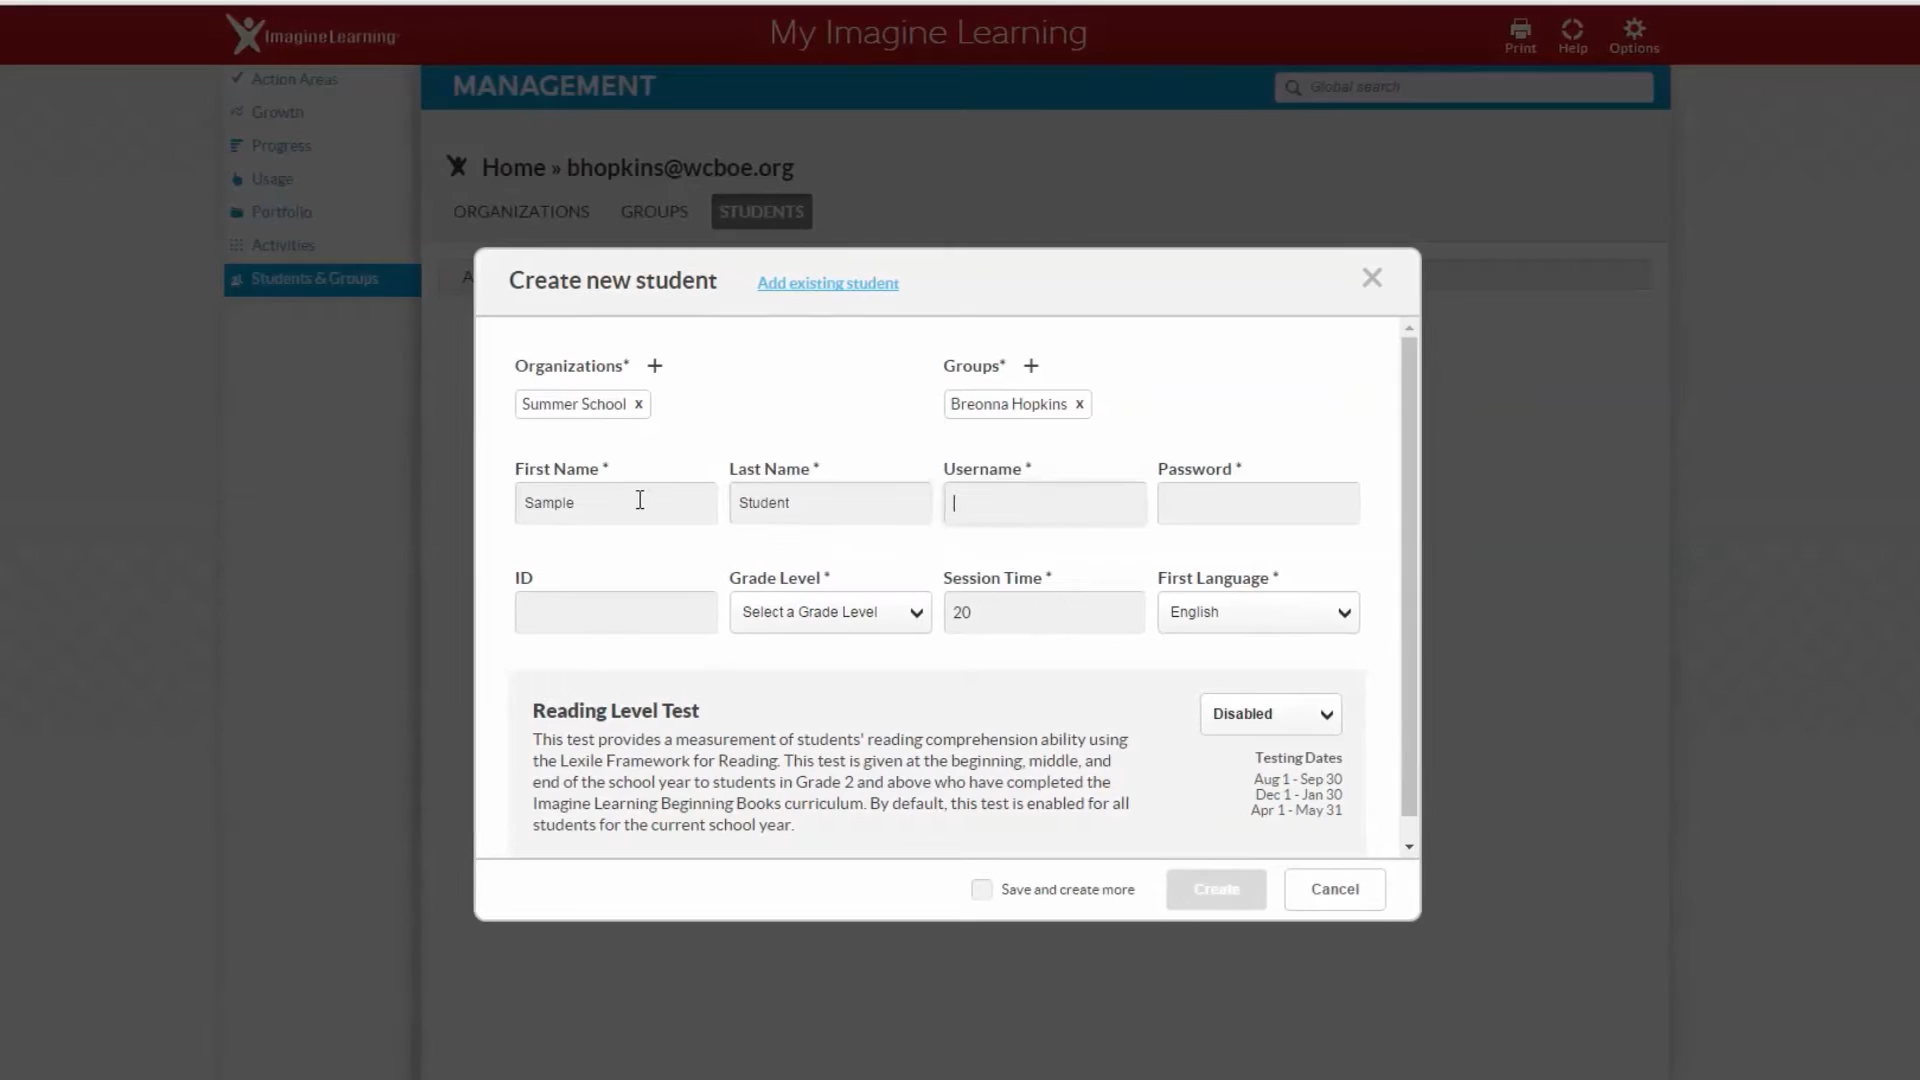 ImagineLearning
My Imagine Learning
Print
Help
Options
Action Areas
Growth
Progress
Usage
Portfolio
Activities
Students & Groups
MANAGEMENT
Global search
Home » bhopkins@wcboe.org
ORGANIZATIONS GROUPS STUDENTS
A
Create new student Add existing student
Organizations* +
Groups* +
Summer School x
Breonna Hopkins x
First Name * Last Name * Username * Password *
Sample Student
ID Grade Level * Session Time * First Language *
Select a Grade Level 20 English
Reading Level Test
Disabled
This test provides a measurement of students' reading comprehension ability using
the Lexile Framework for Reading. This test is given at the beginning, middle, and
end of the school year to students in Grade 2 and above who have completed the
Imagine Learning Beginning Books curriculum. By default, this test is enabled for all
students for the current school year.
Testing Dates
Aug 1 - Sep 30
Dec 1 - Jan 30
Apr 1 - May 31
Save and create more Create Cancel